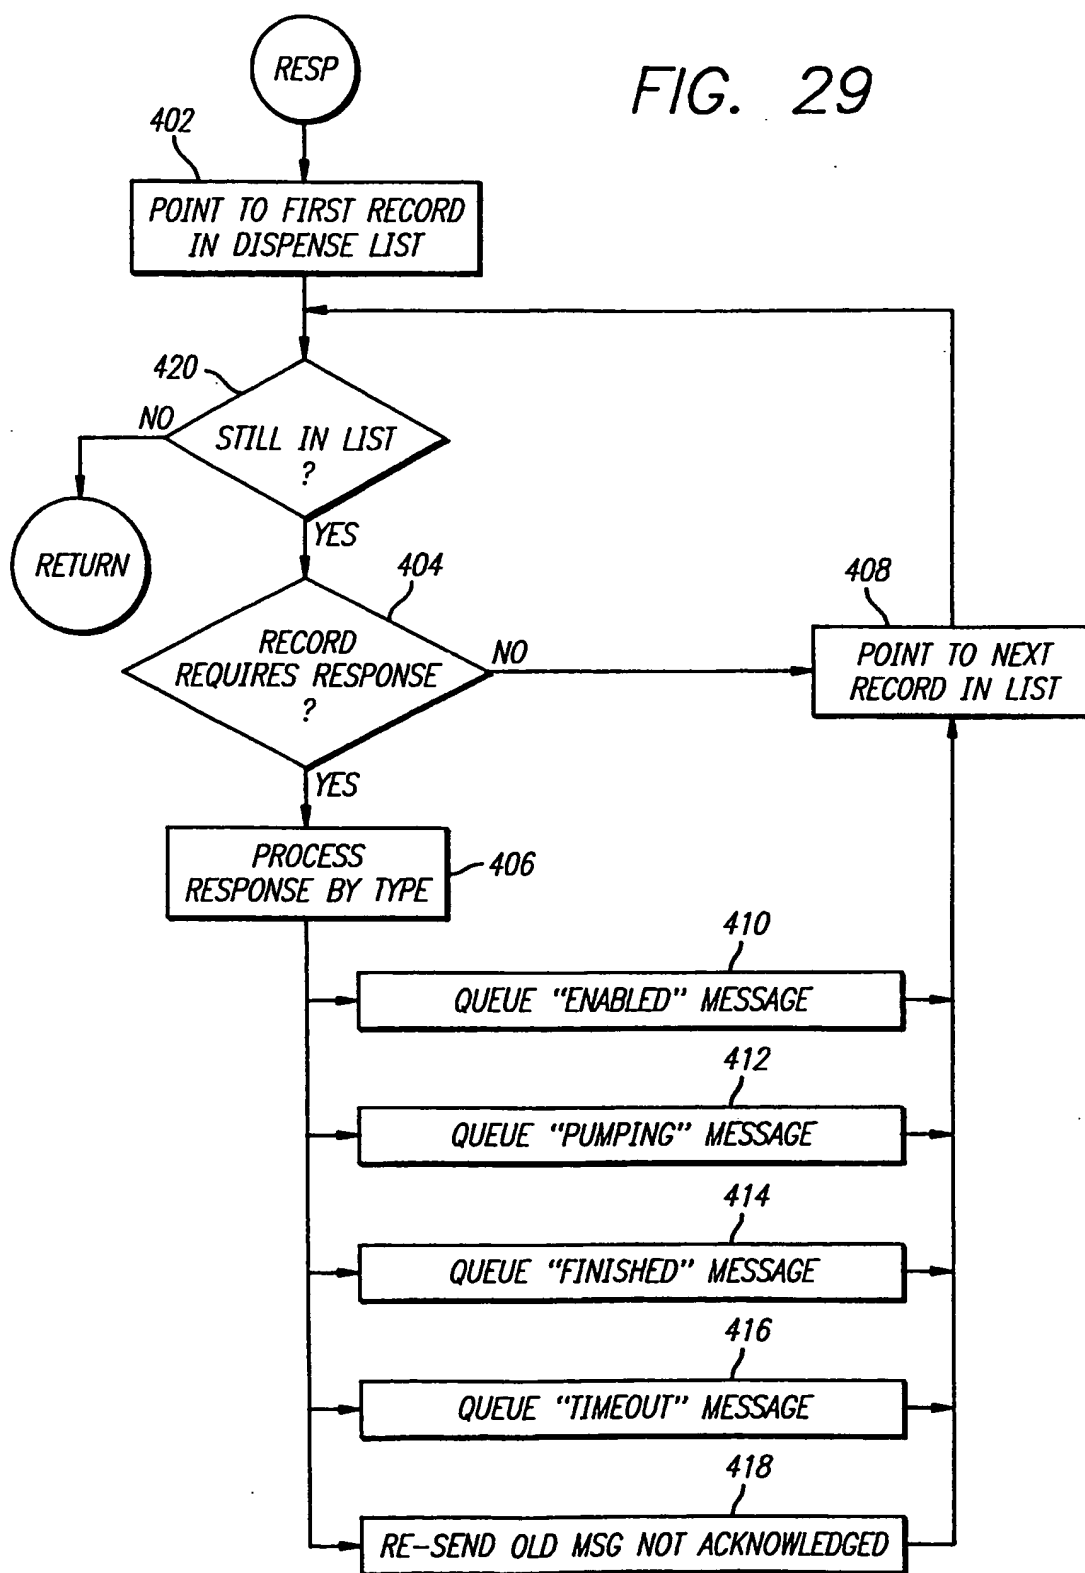 RESP
FIG. 29
402
POINT TO FIRST RECORD
IN DISPENSE LIST
420
NO
STILL IN LIST
?
YES
RETURN
404
RECORD
REQUIRES RESPONSE
?
NO
408
POINT TO NEXT
RECORD IN LIST
YES
PROCESS
RESPONSE BY TYPE
406
410
QUEUE "ENABLED" MESSAGE
412
QUEUE "PUMPING" MESSAGE
414
QUEUE "FINISHED" MESSAGE
416
QUEUE "TIMEOUT" MESSAGE
418
RE-SEND OLD MSG NOT ACKNOWLEDGED